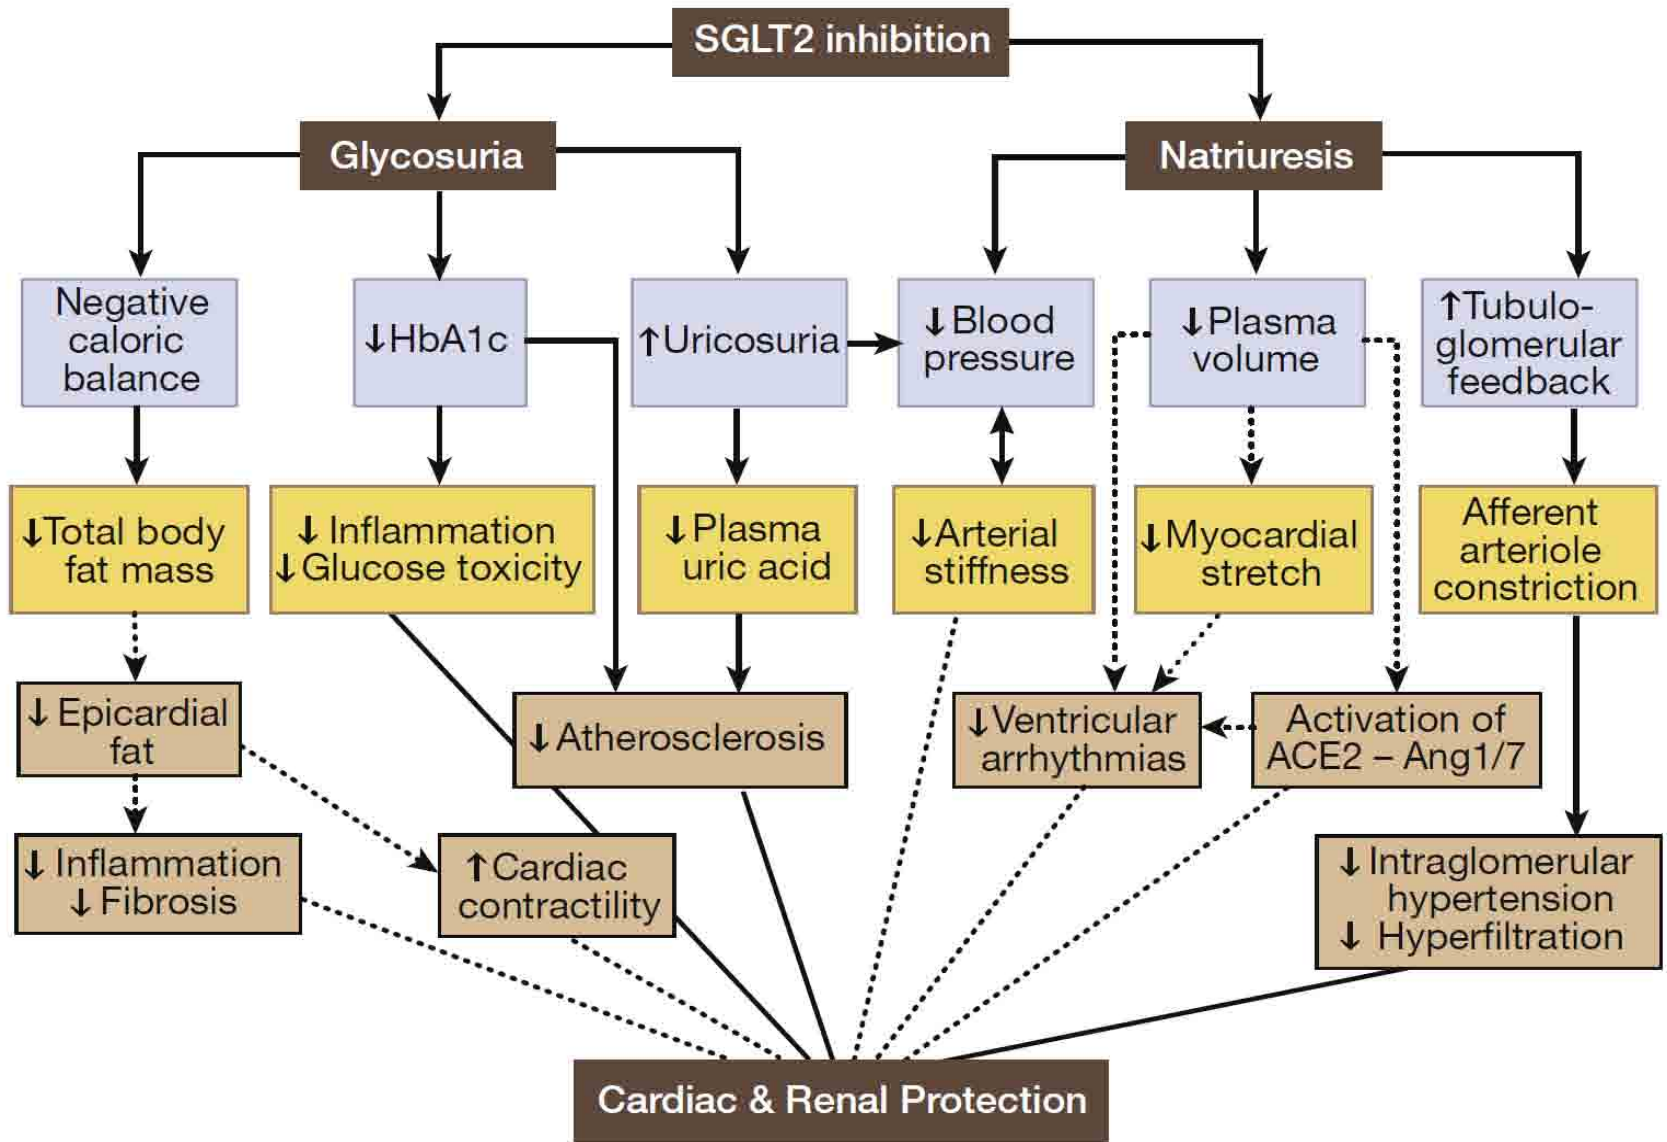 SGLT2 inhibition
Glycosuria
Natriuresis
Negative
caloric
balance
↓HbA1c
↑Uricosuria
↓Blood
pressure
↓Plasma
volume
↑Tubulo-
glomerular
feedback
↓Total body
fat mass
↓ Inflammation
↓Glucose toxicity
↓Plasma
uric acid
↓Arterial
stiffness
↓Myocardial
stretch
Afferent
arteriole
constriction
↓ Epicardial
fat
↓Atherosclerosis
↓Ventricular
arrhythmias
Activation of
ACE2 – Ang1/7
↓ Inflammation
↓ Fibrosis
↑Cardiac
contractility
↓ Intraglomerular
hypertension
↓ Hyperfiltration
Cardiac & Renal Protection